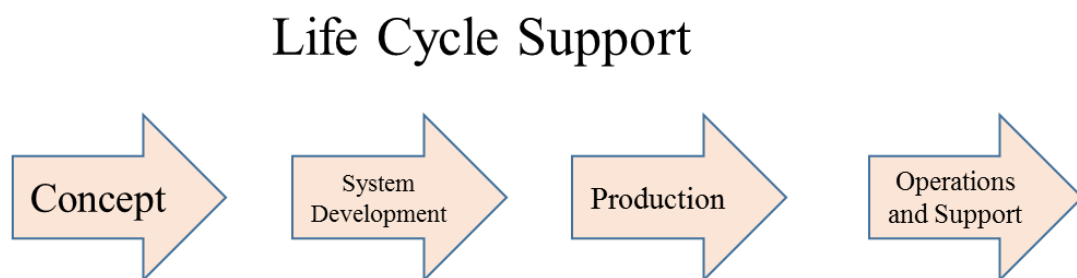 Life Cycle Support
Concept
System
Development
Production
Operations
and Support